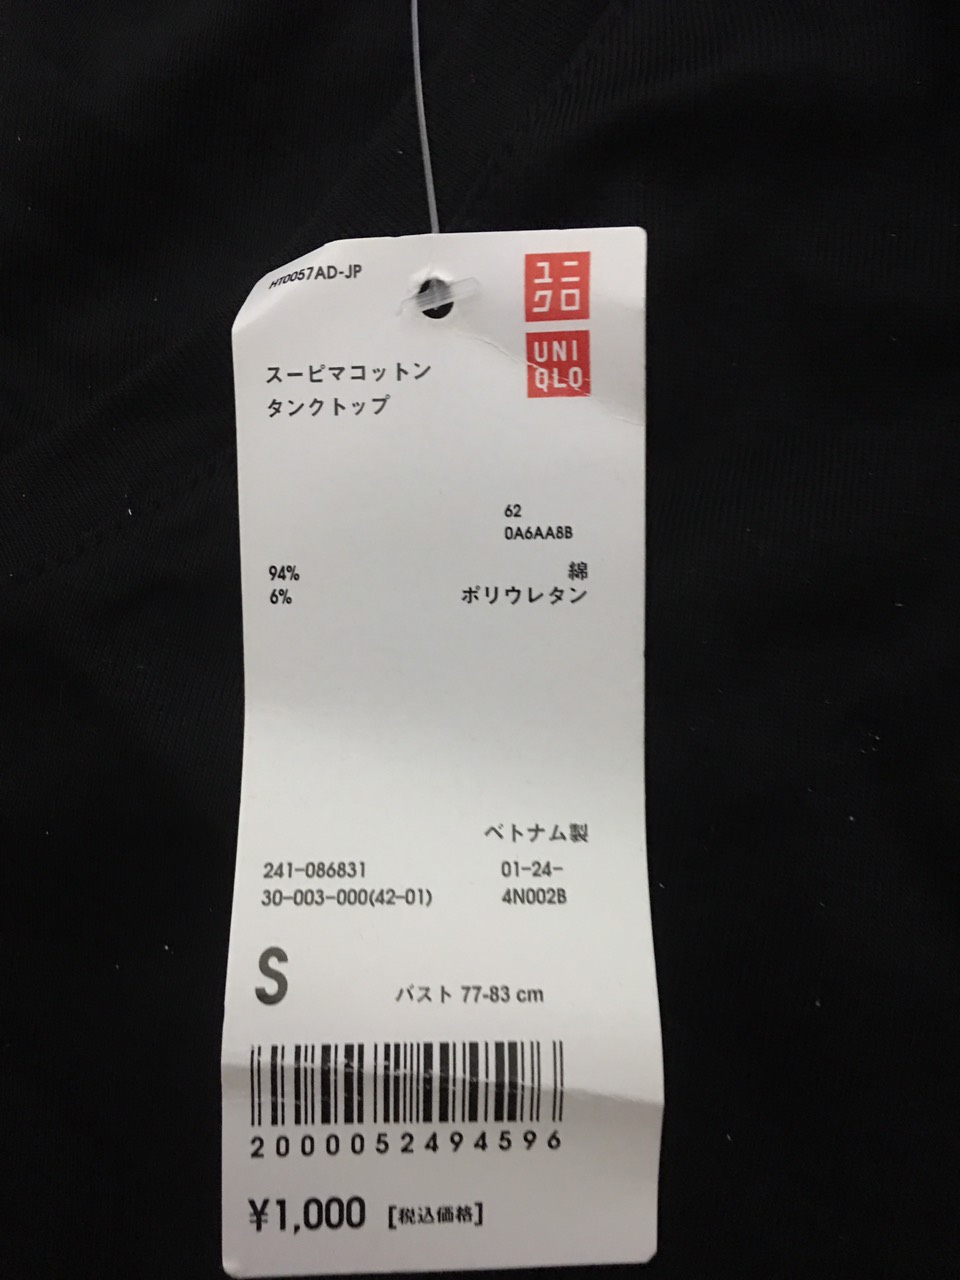 HT0057AD-JP
ユニ
クロ
UNI
QLO
スーピマコットン
タンクトップ
62
0A6AA8B
94% 綿
6% ポリウレタン
ベトナム製
241-086831 01-24-
30-003-000(42-01) 4N002B
S バスト 77-83 cm
2000052494596
¥1,000 [税込価格]